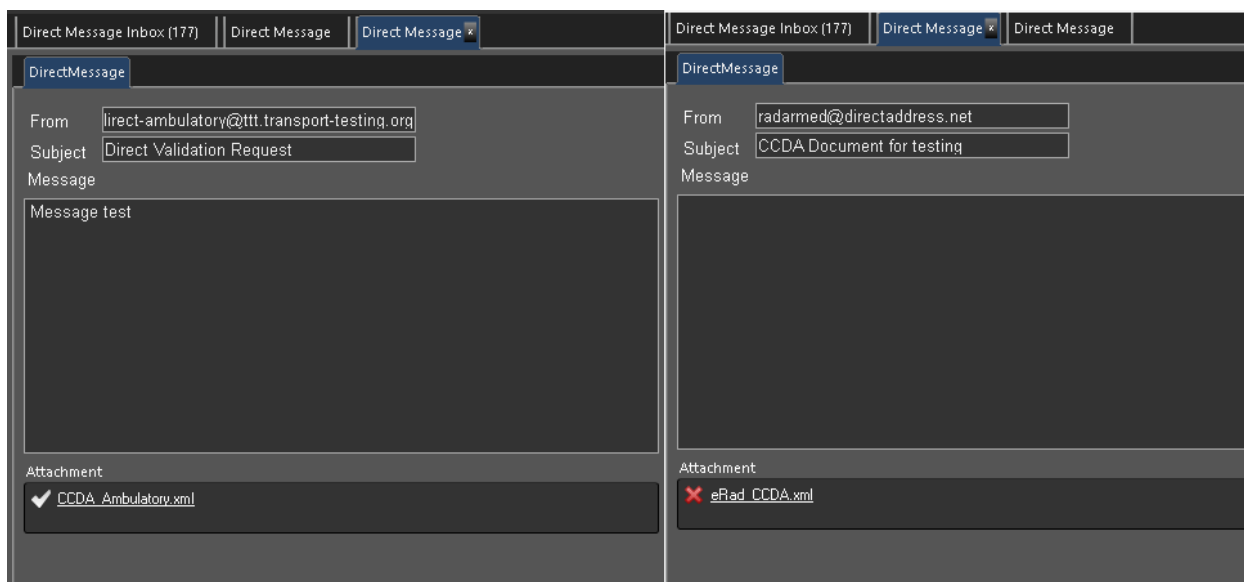 Direct Message Inbox (177) Direct Message Direct Message x
DirectMessage
From lirect-ambulatory@ttt.transport-testing.org
Subject Direct Validation Request
Message
Message test
Attachment
CCDA_Ambulatory.xml
Direct Message Inbox (177) Direct Message x Direct Message
DirectMessage
From radarmed@directaddress.net
Subject CCDA Document for testing
Message
Attachment
eRad_CCDA.xml